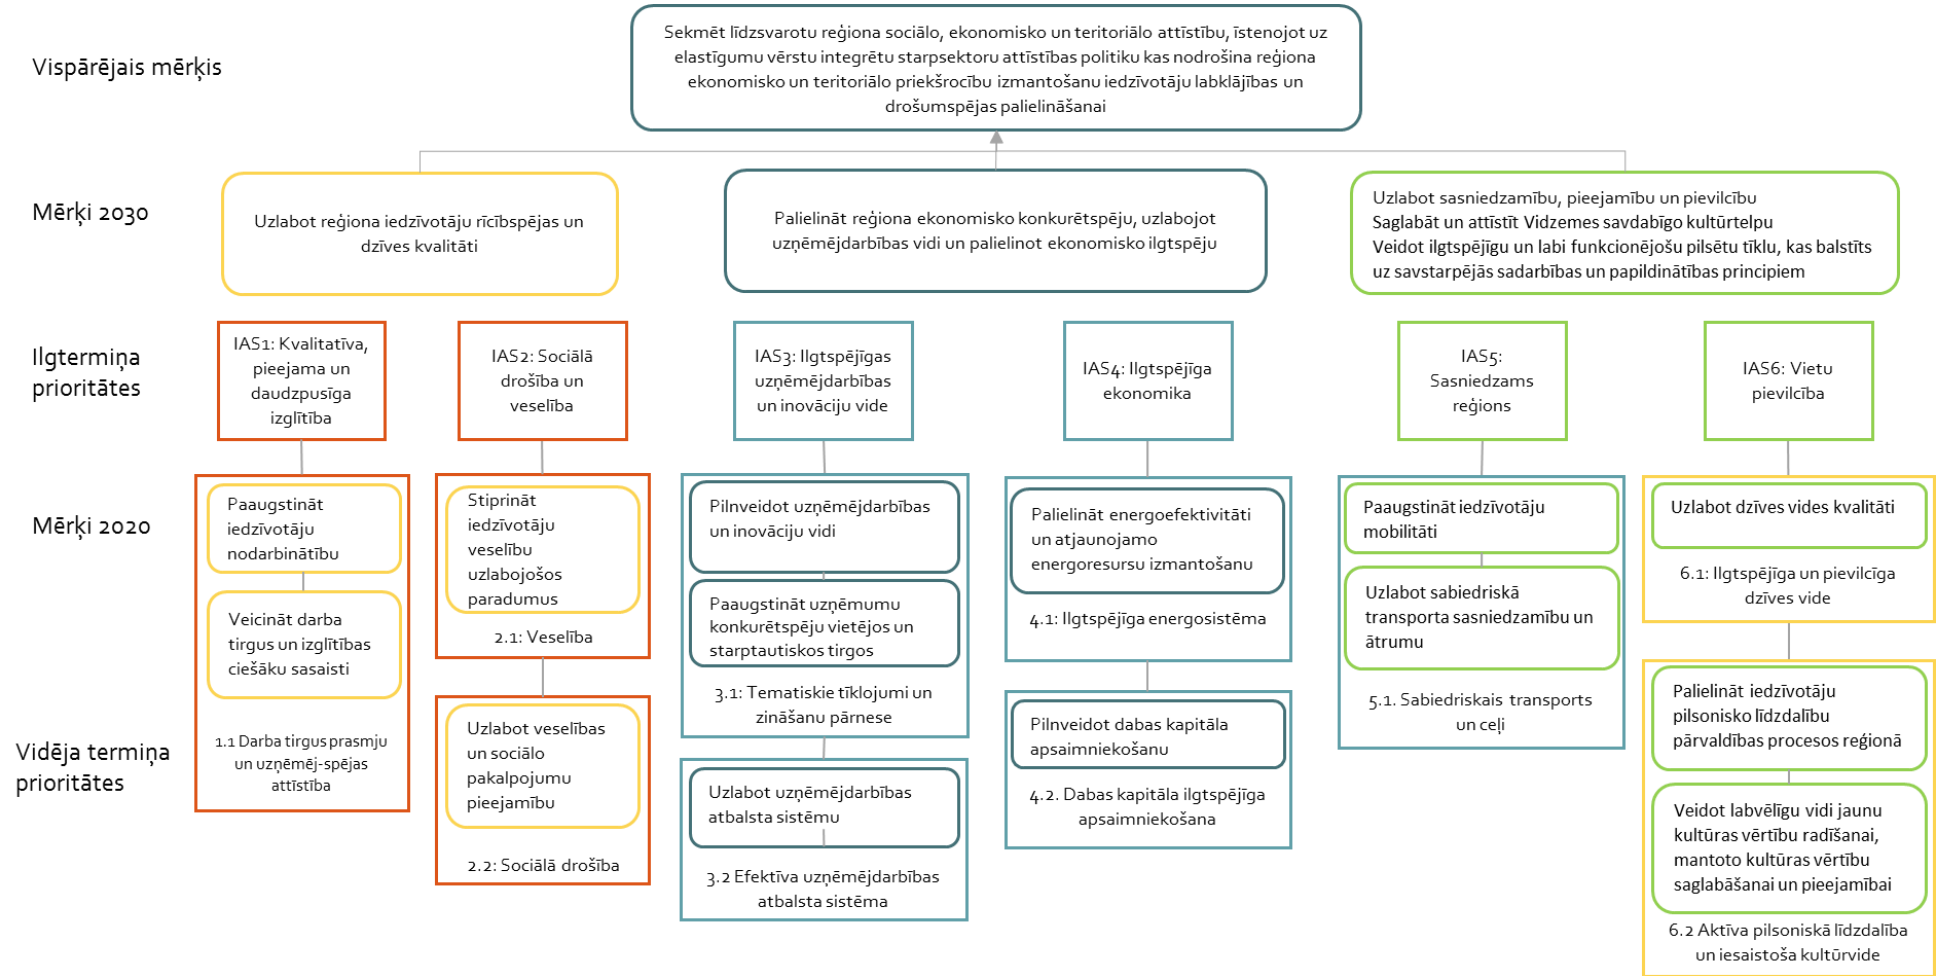 Vispārējais mērķis
Sekmēt līdzsvarotu reģiona sociālo, ekonomisko un teritoriālo attīstību, īstenojot uz
elastīgumu vērstu integrētu starpsektoru attīstības politiku kas nodrošina reģiona
ekonomisko un teritoriālo priekšrocību izmantošanu iedzīvotāju labklājības un
drošumspējas palielināšanai
Mērķi 2030
Uzlabot reģiona iedzīvotāju rīcībspējas un
dzīves kvalitāti
Palielināt reģiona ekonomisko konkurētspēju, uzlabojot
uzņēmējdarbības vidi un palielinot ekonomisko ilgtspēju
Uzlabot sasniedzamību, pieejamību un pievilcību
Saglabāt un attīstīt Vidzemes savdabīgo kultūrtelpu
Veidot ilgtspējīgu un labi funkcionējošu pilsētu tīklu, kas balstīts
uz savstarpējās sadarbības un papildinātības principiem
Ilgtermiņa
prioritātes
IAS1: Kvalitatīva,
pieejama un
daudzpusīga
izglītība
IAS2: Sociālā
drošība un
veselība
IAS3: Ilgtspējīgas
uzņēmējdarbības
un inovāciju vide
IAS4: Ilgtspējīga
ekonomika
IAS5:
Sasniedzams
reģions
IAS6: Vietu
pievilcība
Mērķi 2020
Paaugstināt
iedzīvotāju
nodarbinātību
Veicināt darba
tirgus un izglītības
ciešāku sasaisti
1.1 Darba tirgus prasmju
un uzņēmēj-spējas
attīstība
Stiprināt
iedzīvotāju
veselību
uzlabojošos
paradumus
2.1: Veselība
Uzlabot veselības
un sociālo
pakalpojumu
pieejamību
2.2: Sociālā drošība
Pilnveidot uzņēmējdarbības
un inovāciju vidi
Paaugstināt uzņēmumu
konkurētspēju vietējos un
starptautiskos tirgos
3.1: Tematiskie tīklojumi un
zināšanu pārnese
Uzlabot uzņēmējdarbības
atbalsta sistēmu
3.2 Efektīva uzņēmējdarbības
atbalsta sistēma
Palielināt energoefektivitāti
un atjaunojamo
energoresursu izmantošanu
4.1: Ilgtspējīga energosistēma
Pilnveidot dabas kapitāla
apsaimniekošanu
4.2. Dabas kapitāla ilgtspējīga
apsaimniekošana
Paaugstināt iedzīvotāju
mobilitāti
Uzlabot sabiedriskā
transporta sasniedzamību un
ātrumu
5.1. Sabiedriskais transports
un ceļi
Uzlabot dzīves vides kvalitāti
6.1: Ilgtspējīga un pievilcīga
dzīves vide
Palielināt iedzīvotāju
pilsonisko līdzdalību
pārvaldības procesos reģionā
Veidot labvēlīgu vidi jaunu
kultūras vērtību radīšanai,
mantoto kultūras vērtību
saglabāšanai un pieejamībai
6.2 Aktīva pilsoniskā līdzdalība
un iesaistoša kultūrvide
Vidēja termiņa
prioritātes